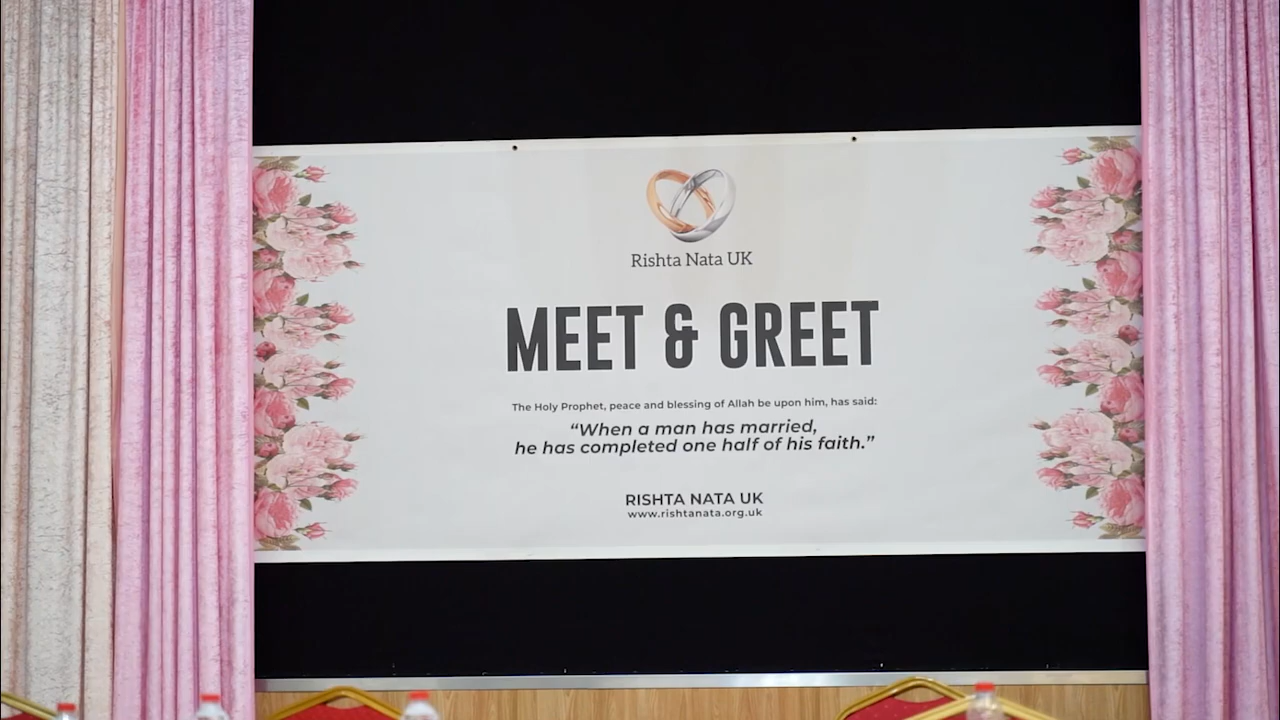 Rishta Nata UK
MEET & GREET
The Holy Prophet, peace and blessing of Allah be upon him, has said:
“When a man has married,
he has completed one half of his faith.”
RISHTA NATA UK
www.rishtanata.org.uk